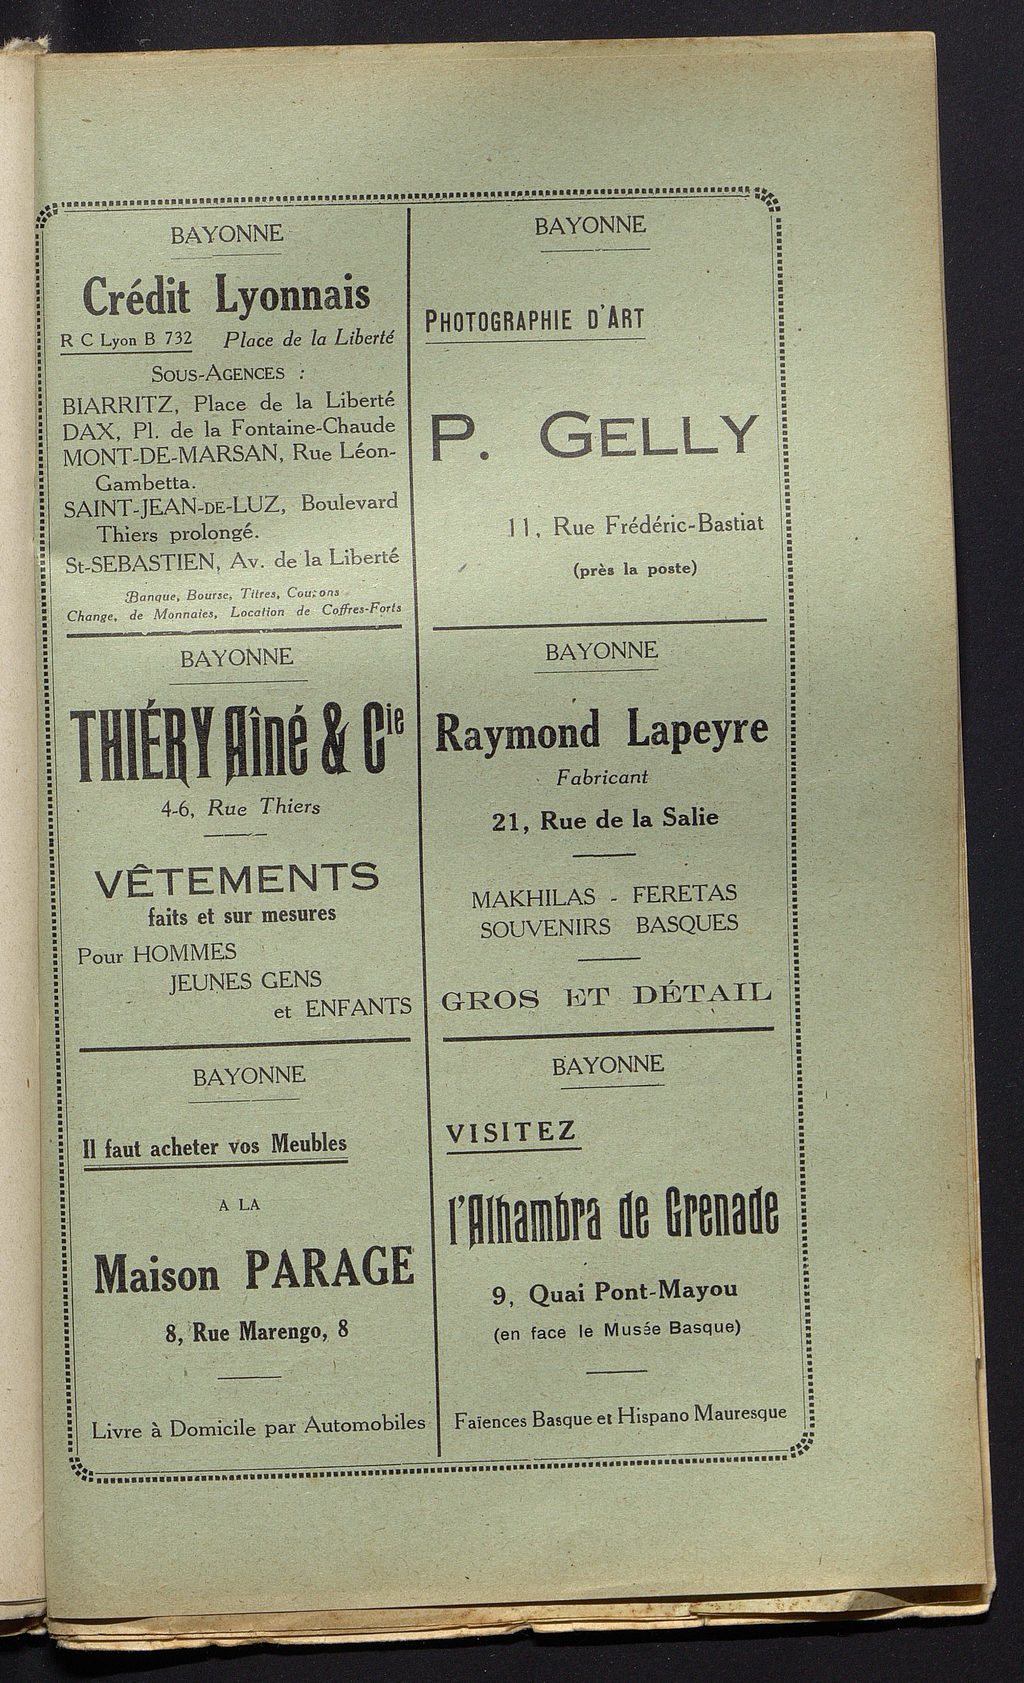 BAYONNE
Crédit Lyonnais
R C Lyon B 732 Place de la Liberté
SOUS-AGENCES :
BIARRITZ, Place de la Liberté
DAX, Pl. de la Fontaine-Chaude
MONT-DE-MARSAN, Rue Léon-
Gambetta.
SAINT-JEAN-DE-LUZ, Boulevard
Thiers prolongé.
St-SEBASTIEN, Av. de la Liberté
Banque, Bourse, Titres, Coupons
Change, de Monnaies, Location de Coffres-Forts
BAYONNE
THIÉRY Aîné & Cie
4-6, Rue Thiers
VÊTEMENTS
faits et sur mesures
Pour HOMMES
JEUNES GENS
et ENFANTS
BAYONNE
Il faut acheter vos Meubles
A LA
Maison PARAGE
8, Rue Marengo, 8
Livre à Domicile par Automobiles
BAYONNE
PHOTOGRAPHIE D'ART
P. GELLY
11, Rue Frédéric-Bastiat
(près la poste)
BAYONNE
Raymond Lapeyre
Fabricant
21, Rue de la Salie
MAKHILAS - FERETAS
SOUVENIRS BASQUES
GROS ET DÉTAIL
BAYONNE
VISITEZ
l'Alhambra de Grenade
9, Quai Pont-Mayou
(en face le Musée Basque)
Faïences Basque et Hispano Mauresque